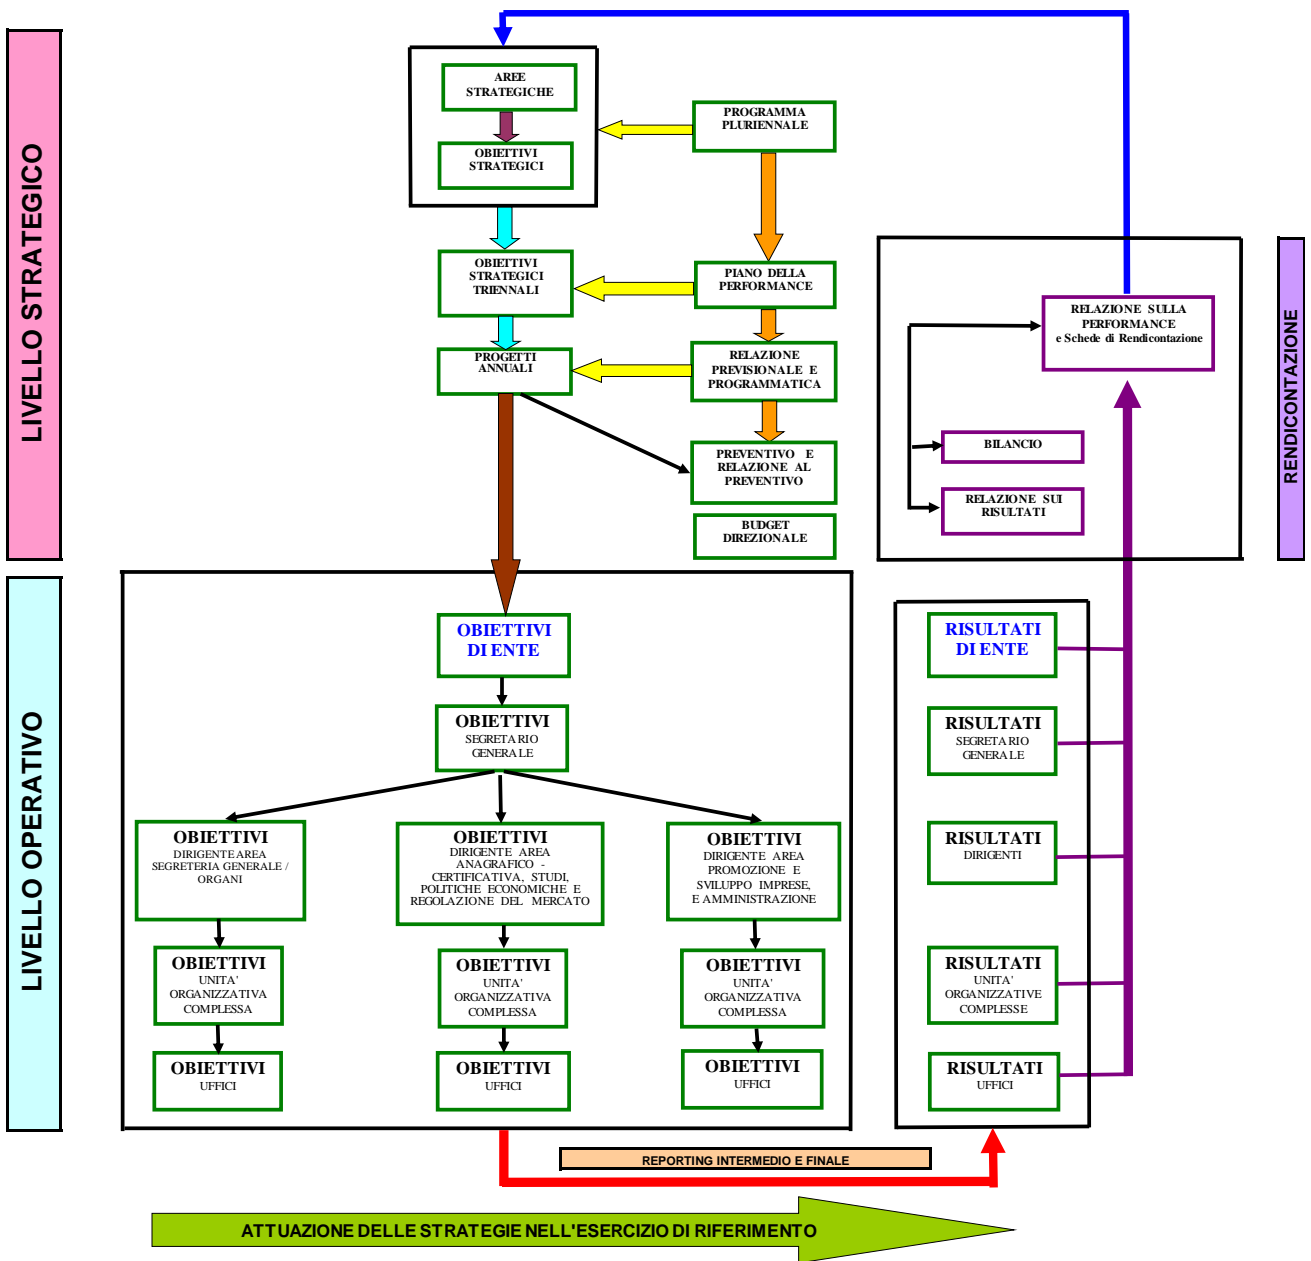 LIVELLO STRATEGICO
AREE
STRATEGICHE
OBIETTIVI
STRATEGICI
PROGRAMMA
PLURIENNALE
OBIETTIVI
STRATEGICI
TRIENNALI
PIANO DELLA
PERFORMANCE
PROGETTI
ANNUALI
RELAZIONE
PREVISIONALE E
PROGRAMMATICA
PREVENTIVO E
RELAZIONE AL
PREVENTIVO
BUDGET
DIREZIONALE
RENDICONTAZIONE
RELAZIONE SULLA
PERFORMANCE
e Schede di Rendicontazione
BILANCIO
RELAZIONE SUI
RISULTATI
LIVELLO OPERATIVO
OBIETTIVI
DI ENTE
OBIETTIVI
SEGRETARIO
GENERALE
OBIETTIVI
DIRIGENTE AREA
SEGRETERIA GENERALE /
ORGANI
OBIETTIVI
DIRIGENTE AREA
ANAGRAFICO -
CERTIFICATIVA, STUDI,
POLITICHE ECONOMICHE E
REGOLAZIONE DEL MERCATO
OBIETTIVI
DIRIGENTE AREA
PROMOZIONE E
SVILUPPO IMPRESE,
E AMMINISTRAZIONE
OBIETTIVI
UNITA'
ORGANIZZATIVA
COMPLESSA
OBIETTIVI
UNITA'
ORGANIZZATIVA
COMPLESSA
OBIETTIVI
UNITA'
ORGANIZZATIVA
COMPLESSA
OBIETTIVI
UFFICI
OBIETTIVI
UFFICI
OBIETTIVI
UFFICI
RISULTATI
DI ENTE
RISULTATI
SEGRETARIO
GENERALE
RISULTATI
DIRIGENTI
RISULTATI
UNITA'
ORGANIZZATIVE
COMPLESSE
RISULTATI
UFFICI
REPORTING INTERMEDIO E FINALE
ATTUAZIONE DELLE STRATEGIE NELL'ESERCIZIO DI RIFERIMENTO